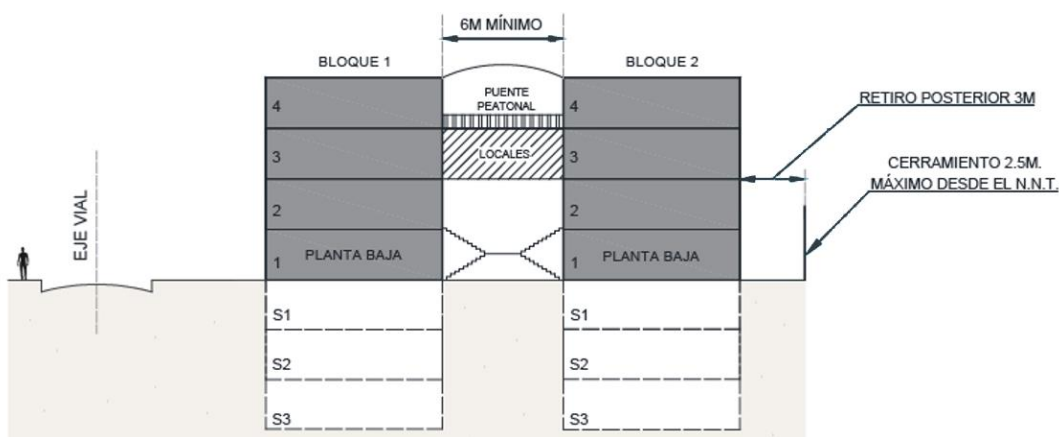 6M MÍNIMO
BLOQUE 1
BLOQUE 2
4
PUENTE
PEATONAL
4
RETIRO POSTERIOR 3M
3
LOCALES
3
CERRAMIENTO 2.5M.
MÁXIMO DESDE EL N.N.T.
EJE VIAL
2
2
1
PLANTA BAJA
1
PLANTA BAJA
S1
S1
S2
S2
S3
S3